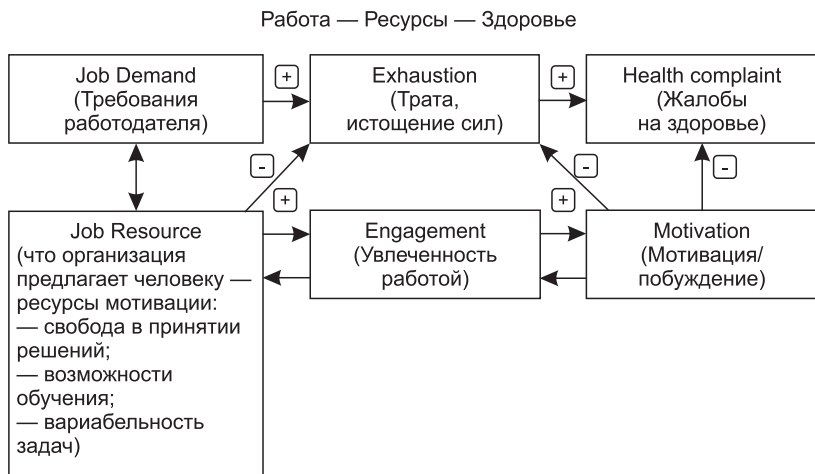 Работа — Ресурсы — Здоровье
Job Demand
(Требования
работодателя)
+
Exhaustion
(Трата,
истощение сил)
+
Health complaint
(Жалобы
на здоровье)
-
-
-
Job Resource
(что организация
предлагает человеку —
ресурсы мотивации:
— свобода в принятии
решений;
— возможности
обучения;
— вариабельность
задач)
+
Engagement
(Увлеченность
работой)
+
Motivation
(Мотивация/
побуждение)